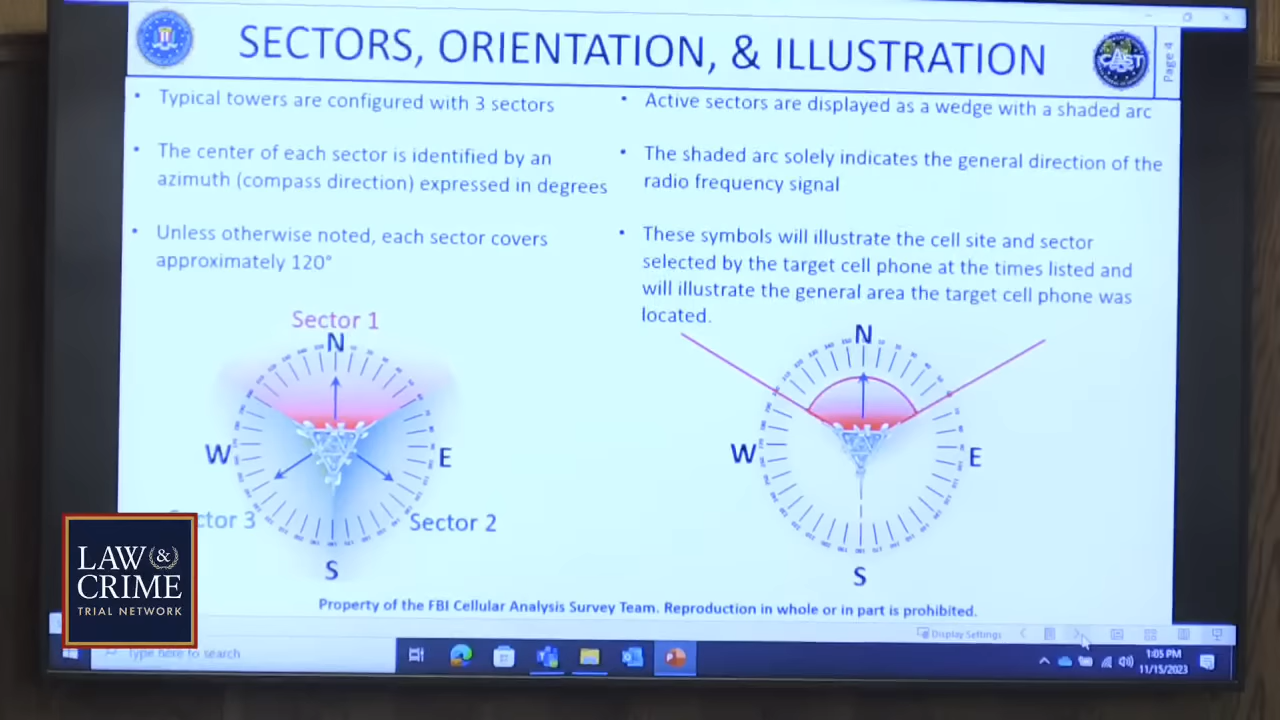 SECTORS, ORIENTATION, & ILLUSTRATION
CAST
Page 4
• Typical towers are configured with 3 sectors
• The center of each sector is identified by an
azimuth (compass direction) expressed in degrees
• Unless otherwise noted, each sector covers
approximately 120°
• Active sectors are displayed as a wedge with a shaded arc
• The shaded arc solely indicates the general direction of the
radio frequency signal
• These symbols will illustrate the cell site and sector
selected by the target cell phone at the times listed and
will illustrate the general area the target cell phone was
located.
Sector 1
N
W
E
ctor 3
Sector 2
S
N
W
E
S
Property of the FBI Cellular Analysis Survey Team. Reproduction in whole or in part is prohibited.
Display Settings
Type here to search
1:05 PM
11/15/2023
LAW &
CRIME
TRIAL NETWORK